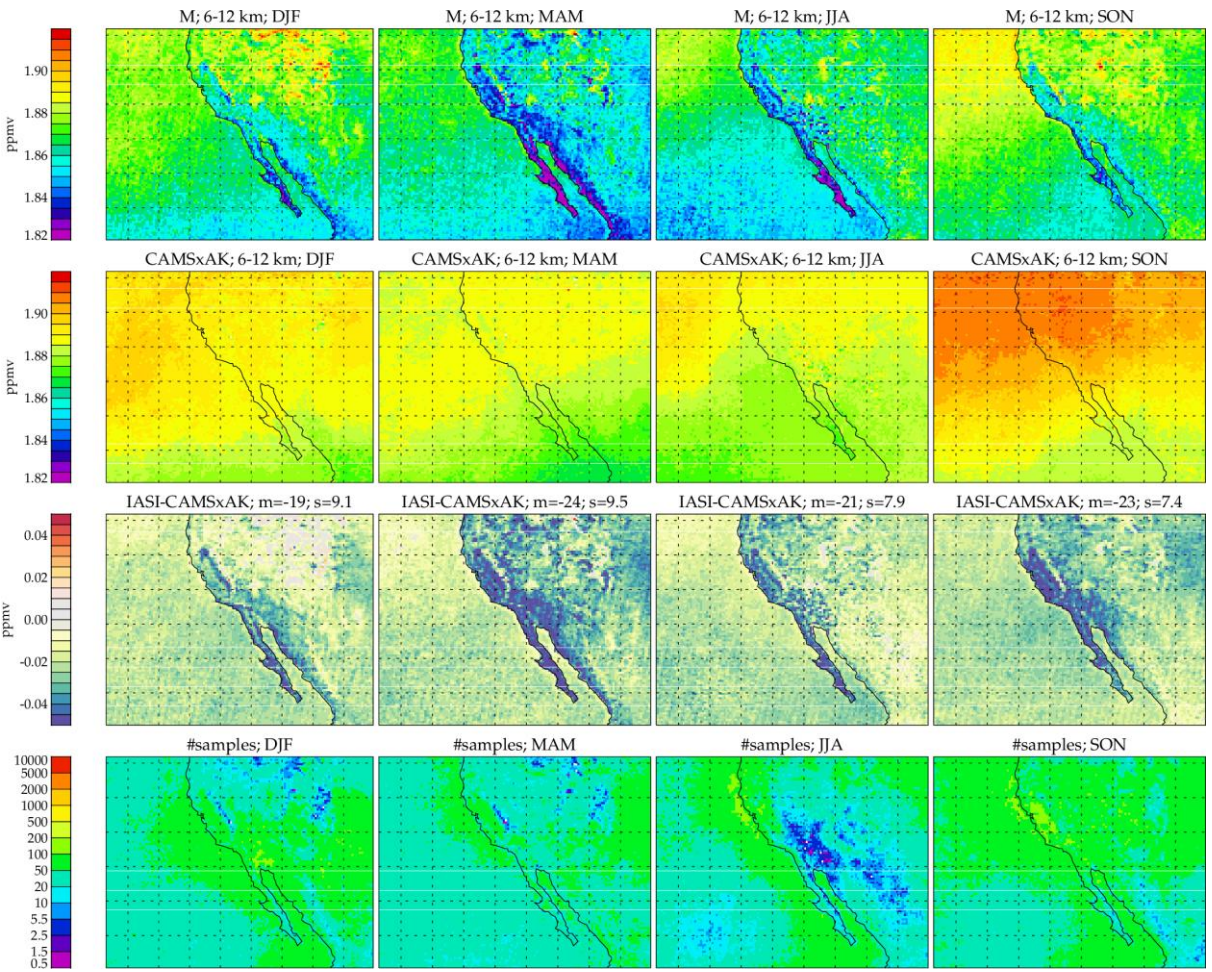 M; 6-12 km; DJF
M; 6-12 km; MAM
M; 6-12 km; JJA
M; 6-12 km; SON
ppmv
1.90
1.88
1.86
1.84
1.82
CAMSxAK; 6-12 km; DJF
CAMSxAK; 6-12 km; MAM
CAMSxAK; 6-12 km; JJA
CAMSxAK; 6-12 km; SON
ppmv
1.90
1.88
1.86
1.84
1.82
IASI-CAMSxAK; m=-19; s=9.1
IASI-CAMSxAK; m=-24; s=9.5
IASI-CAMSxAK; m=-21; s=7.9
IASI-CAMSxAK; m=-23; s=7.4
ppmv
0.04
0.02
0.00
-0.02
-0.04
#samples; DJF
#samples; MAM
#samples; JJA
#samples; SON
10000
5000
2000
1000
500
200
100
50
20
10
5.5
2.5
1.5
0.5